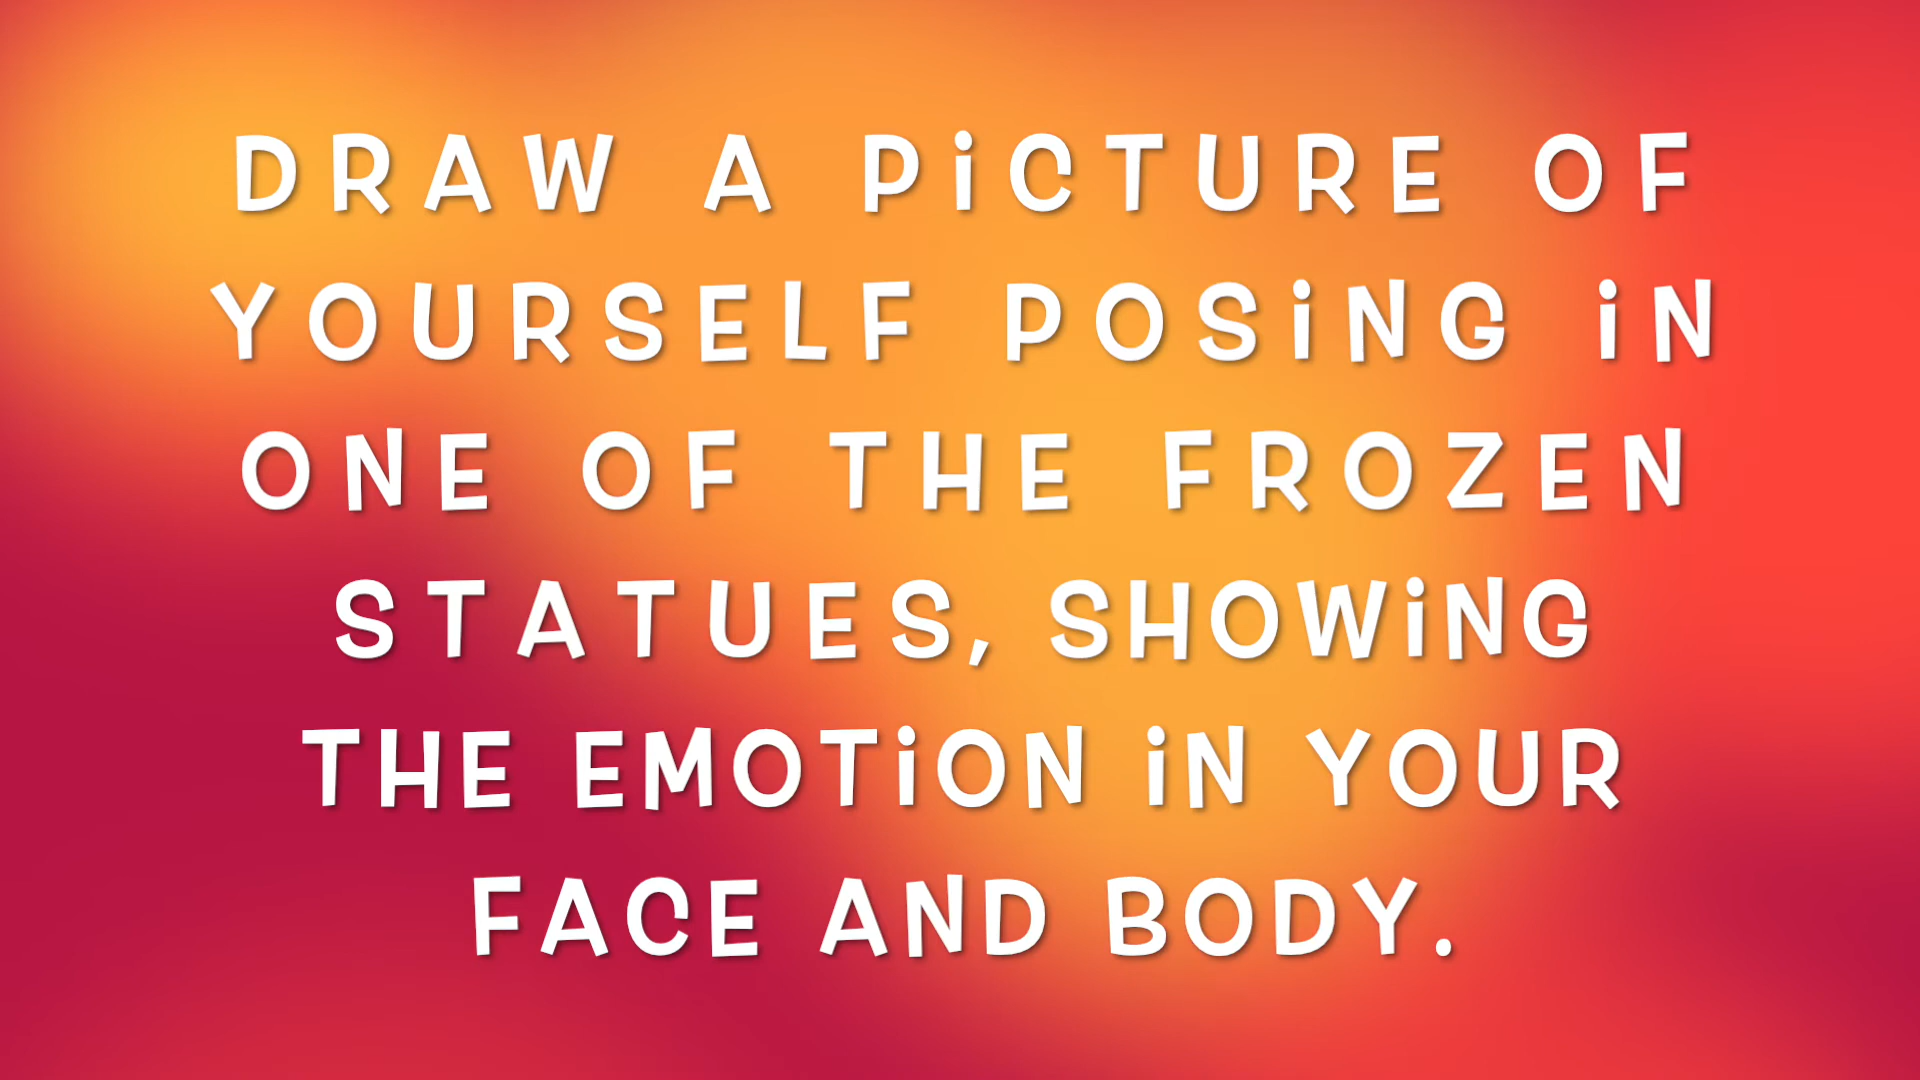 DRAW A PiCTURE OF
YOURSELF POSiNG iN
ONE OF THE FROZEN
STATUES, SHOWiNG
THE EMOTiON iN YOUR
FACE AND BODY.